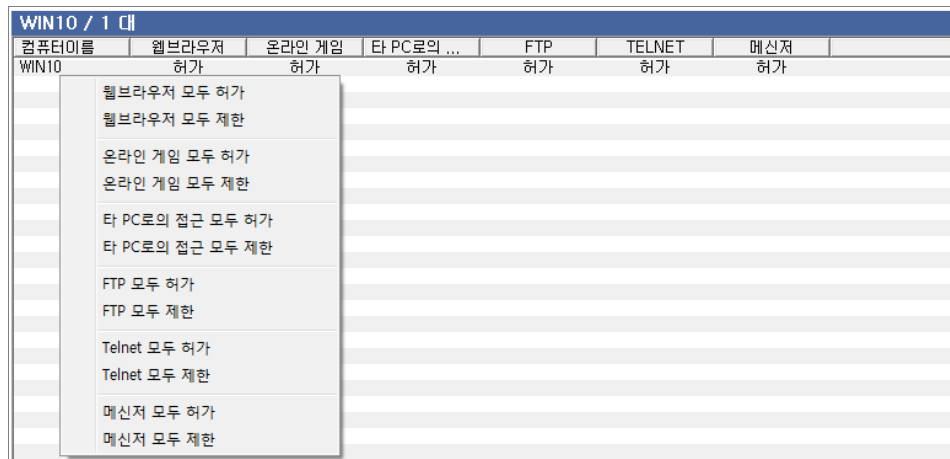 WIN10 / 1 대
컴퓨터이름 웹브라우저 온라인 게임 타 PC로의 ... FTP TELNET 메신저
WIN10 허가 허가 허가 허가 허가 허가
웹브라우저 모두 허가
웹브라우저 모두 제한
온라인 게임 모두 허가
온라인 게임 모두 제한
타 PC로의 접근 모두 허가
타 PC로의 접근 모두 제한
FTP 모두 허가
FTP 모두 제한
Telnet 모두 허가
Telnet 모두 제한
메신저 모두 허가
메신저 모두 제한